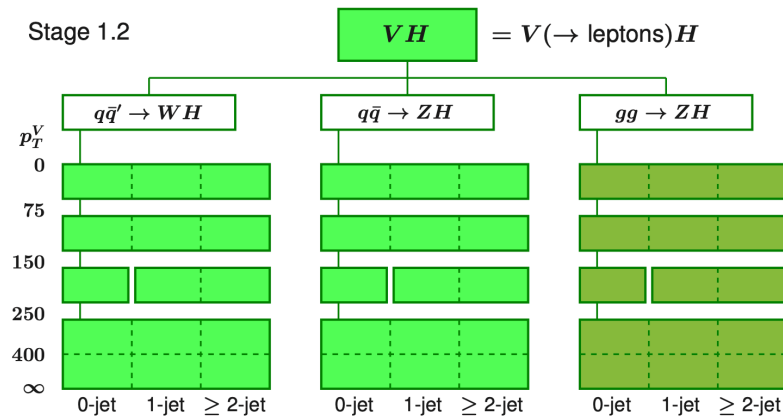 Stage 1.2
VH = V(→ leptons)H
qq̄′ → WH
qq̄ → ZH
gg → ZH
p_T^V
0
75
150
250
400
∞
0-jet 1-jet ≥ 2-jet
0-jet 1-jet ≥ 2-jet
0-jet 1-jet ≥ 2-jet